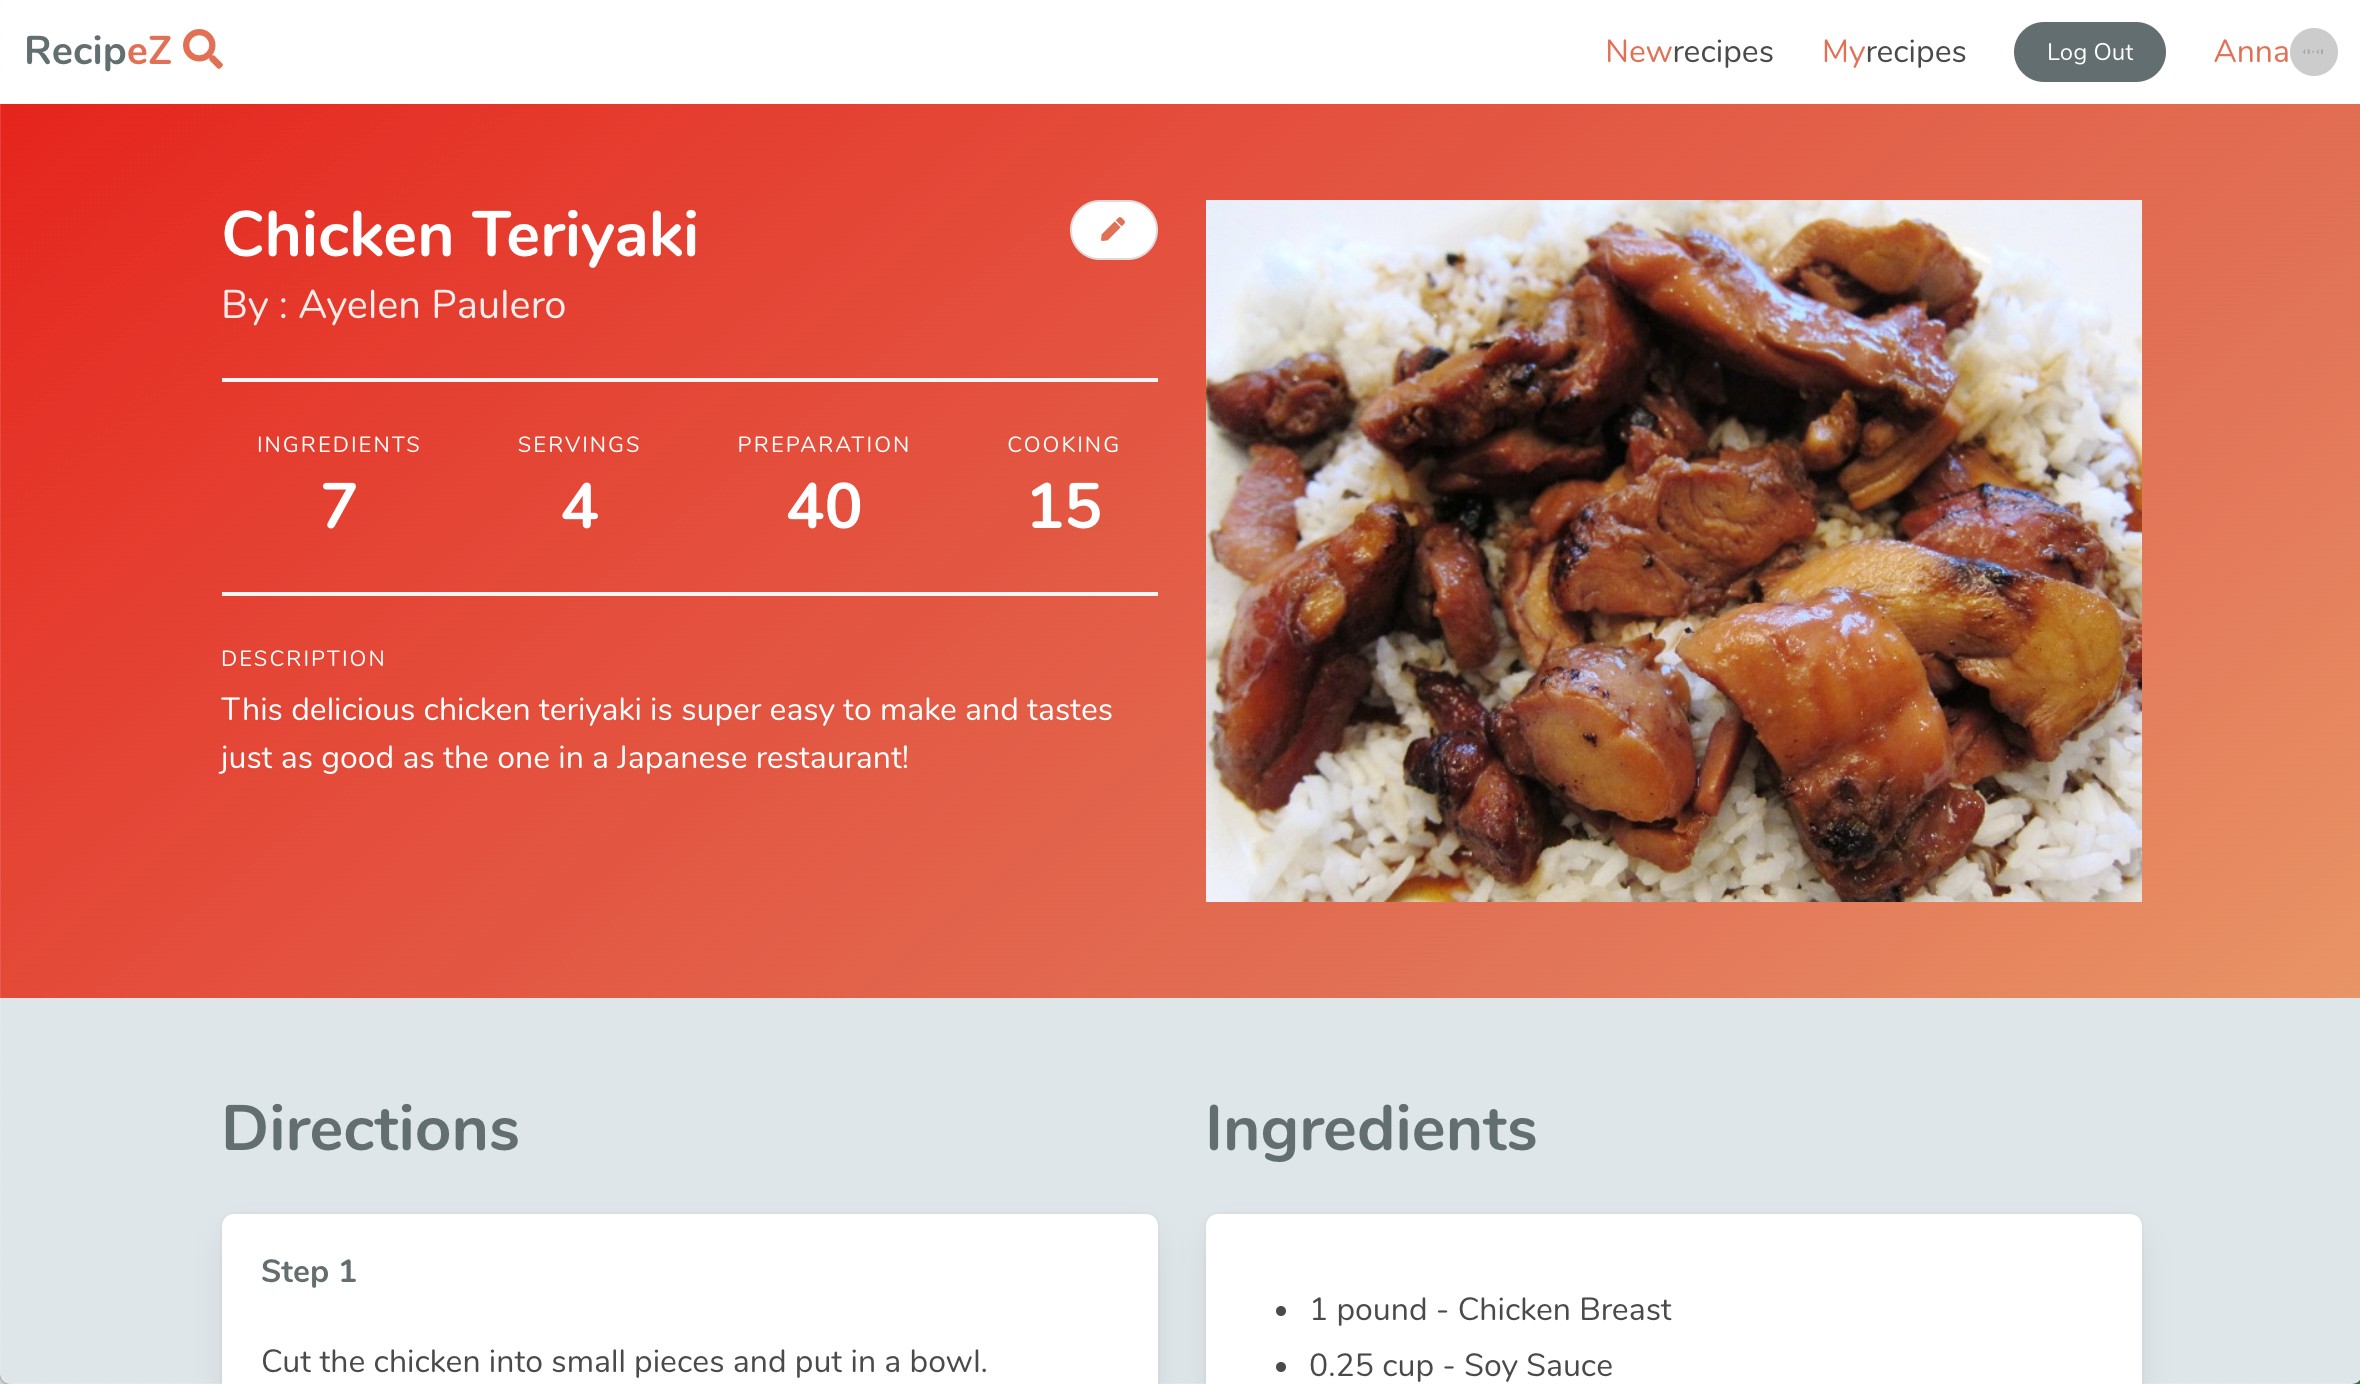 RecipeZ
Newrecipes
Myrecipes
Log Out
Anna
Chicken Teriyaki
By : Ayelen Paulero
INGREDIENTS
7
SERVINGS
4
PREPARATION
40
COOKING
15
DESCRIPTION
This delicious chicken teriyaki is super easy to make and tastes
just as good as the one in a Japanese restaurant!
Directions
Step 1
Cut the chicken into small pieces and put in a bowl.
Ingredients
• 1 pound - Chicken Breast
• 0.25 cup - Soy Sauce